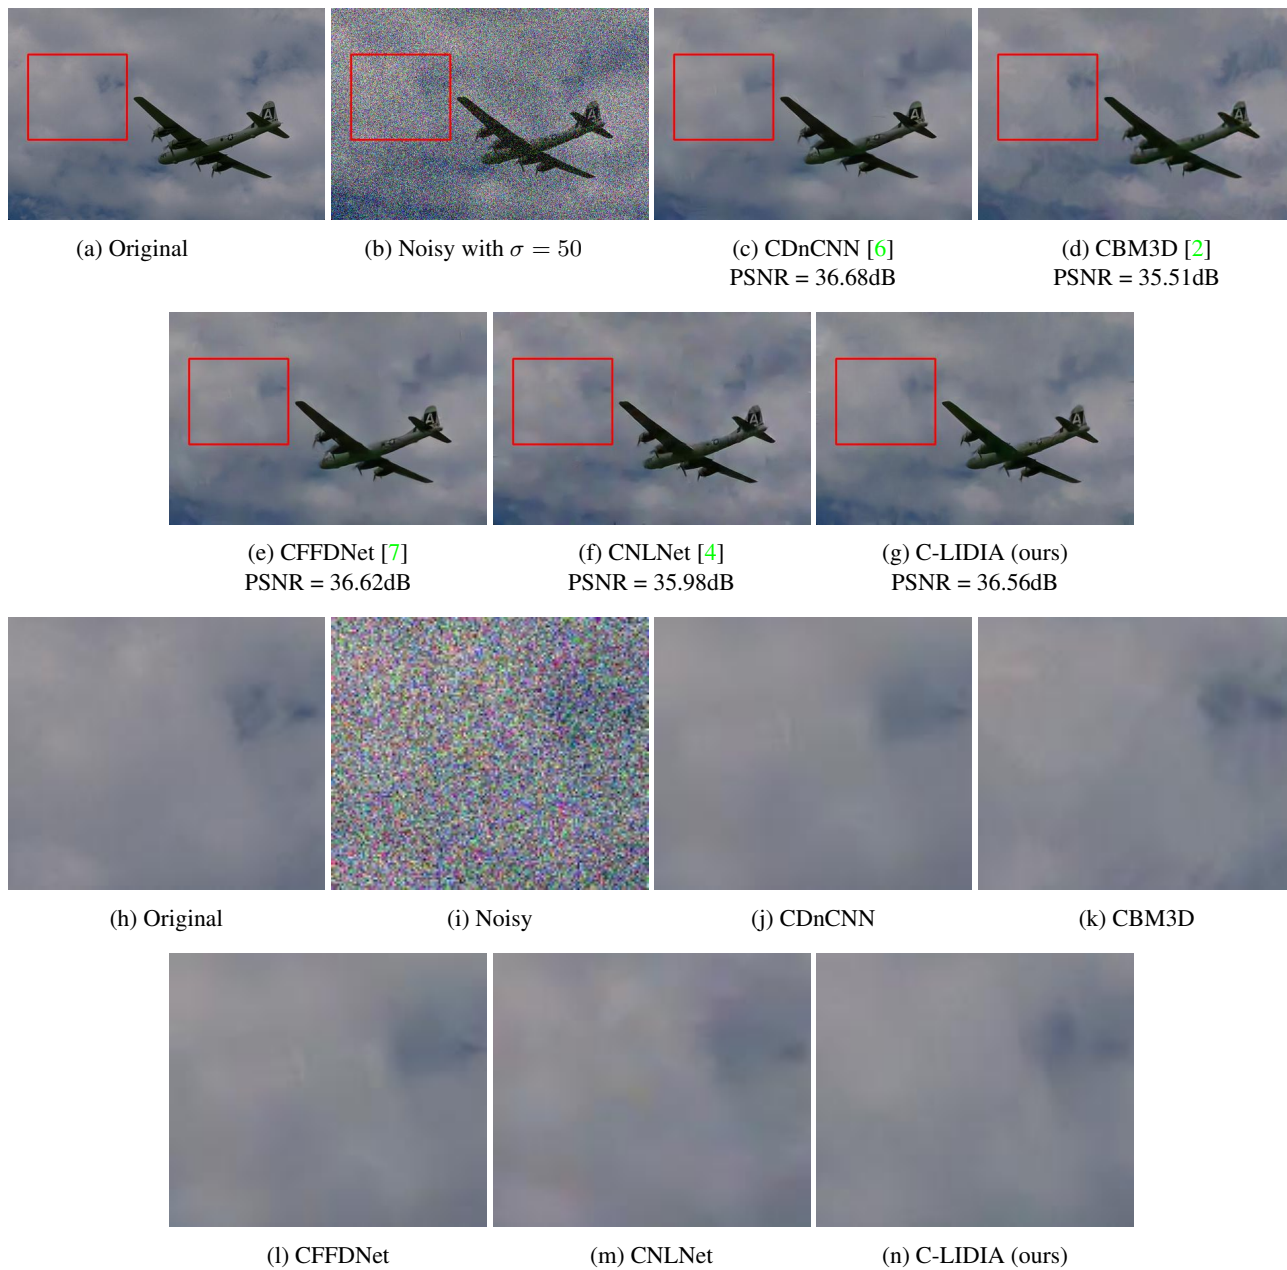 (a) Original
(b) Noisy with σ = 50
(c) CDnCNN [6]
PSNR = 36.68dB
(d) CBM3D [2]
PSNR = 35.51dB
(e) CFFDNet [7]
PSNR = 36.62dB
(f) CNLNet [4]
PSNR = 35.98dB
(g) C-LIDIA (ours)
PSNR = 36.56dB
(h) Original
(i) Noisy
(j) CDnCNN
(k) CBM3D
(l) CFFDNet
(m) CNLNet
(n) C-LIDIA (ours)